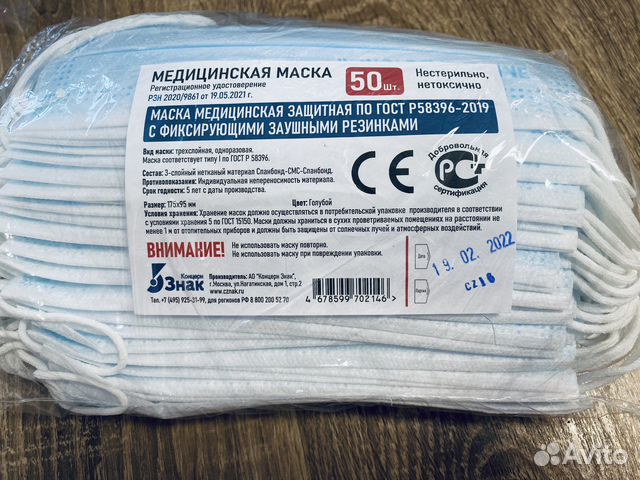 МЕДИЦИНСКАЯ МАСКА
Регистрационное удостоверение
РЗН 2020/9861 от 19.05.2021 г.
50 шт.
Нестерильно,
нетоксично
МАСКА МЕДИЦИНСКАЯ ЗАЩИТНАЯ ПО ГОСТ Р58396-2019
С ФИКСИРУЮЩИМИ ЗАУШНЫМИ РЕЗИНКАМИ
Вид маски: трехслойная, одноразовая.
Маска соответствует типу I по ГОСТ Р 58396.
Состав: 3-слойный нетканый материал Спанбонд-СМС-Спанбонд.
Противопоказания: Индивидуальная непереносимость материала.
Срок годности: 5 лет с даты производства.
Размер: 175x95 мм
Цвет: Голубой
CE
Добровольная
РСТ
сертификация
Условия хранения: Хранение масок должно осуществляться в потребительской упаковке производителя в соответствии
с условиями хранения 5 по ГОСТ 15150. Маски должны храниться в сухих проветриваемых помещениях на расстоянии не
менее 1 м от отопительных приборов и должны быть защищены от солнечных лучей и атмосферных воздействий.
ВНИМАНИЕ!
Не использовать маску повторно.
Не использовать маску при повреждении упаковки.
Дата
19.02.2022
Партия
CZ18
Концерн
Знак
Производитель: АО "Концерн Знак",
г.Москва, ул.Нагатинская, дом 1, стр.2
www.cznak.ru
Тел. +7 (495) 925-31-99, для регионов РФ 8 800 200 52 70
4 678599 702146 >
Avito